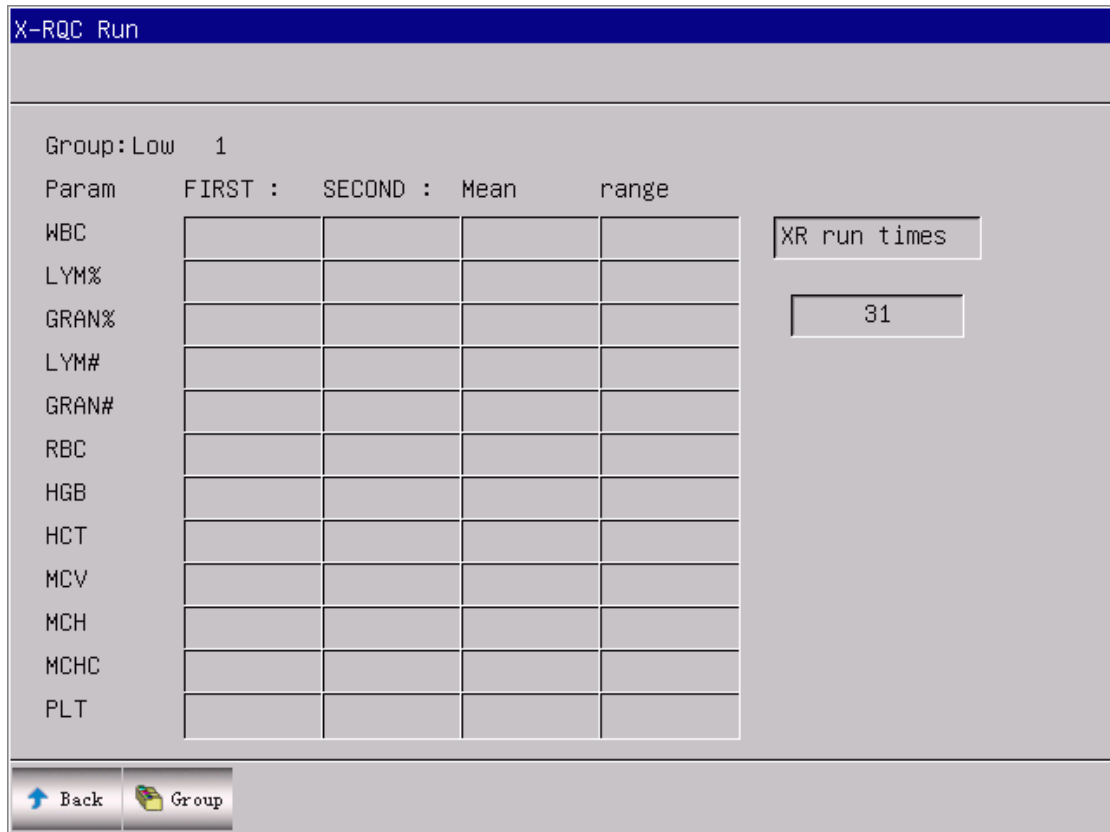 X-RQC Run
Group:Low 1
Param FIRST : SECOND : Mean range
WBC
XR run times
LYM%
GRAN%
31
LYM#
GRAN#
RBC
HGB
HCT
MCV
MCH
MCHC
PLT
Back Group